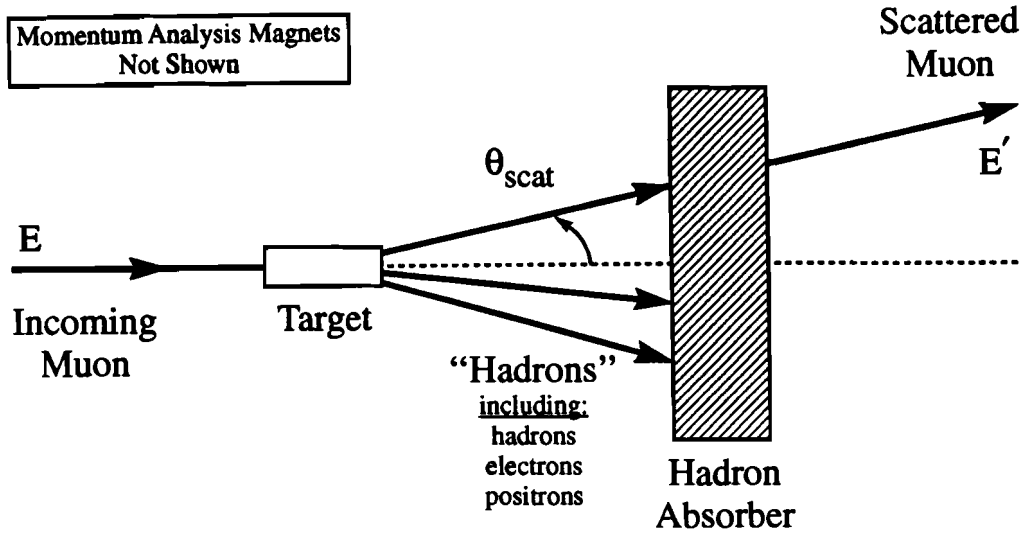 Momentum Analysis Magnets
Not Shown
Scattered
Muon
θscat
E′
E
Incoming
Muon
Target
“Hadrons”
including:
hadrons
electrons
positrons
Hadron
Absorber